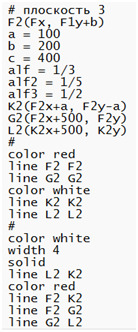 # плоскость 3
F2(Fx, F1y+b)
a = 100
b = 200
c = 400
alf = 1/3
alf2 = 1/5
alf3 = 1/2
K2(F2x+a, F2y-a)
G2(F2x+500, F2y)
L2(K2x+500, k2y)
#
color red
line F2 F2
line G2 G2
color white
line K2 K2
line L2 L2
#
color white
width 4
solid
line L2 K2
color red
line F2 K2
line F2 G2
line G2 L2